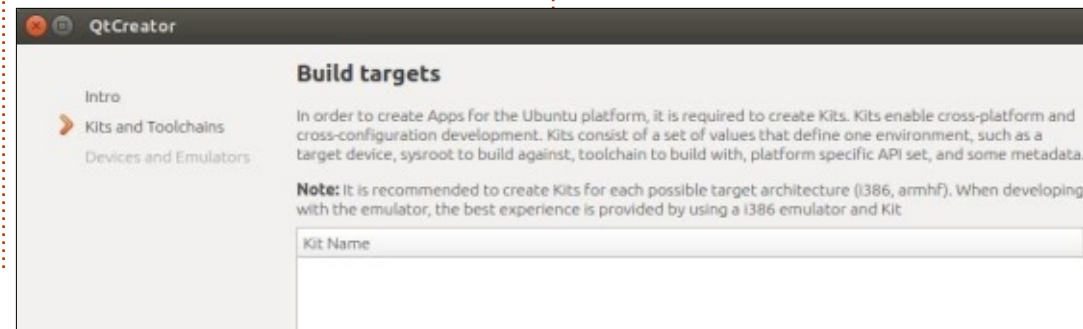 QtCreator
Intro
Kits and Toolchains
Devices and Emulators
Build targets
In order to create Apps for the Ubuntu platform, it is required to create Kits. Kits enable cross-platform and
cross-configuration development. Kits consist of a set of values that define one environment, such as a
target device, sysroot to build against, toolchain to build with, platform specific API set, and some metadata.
Note: It is recommended to create Kits for each possible target architecture (i386, armhf). When developing
with the emulator, the best experience is provided by using a i386 emulator and Kit
Kit Name